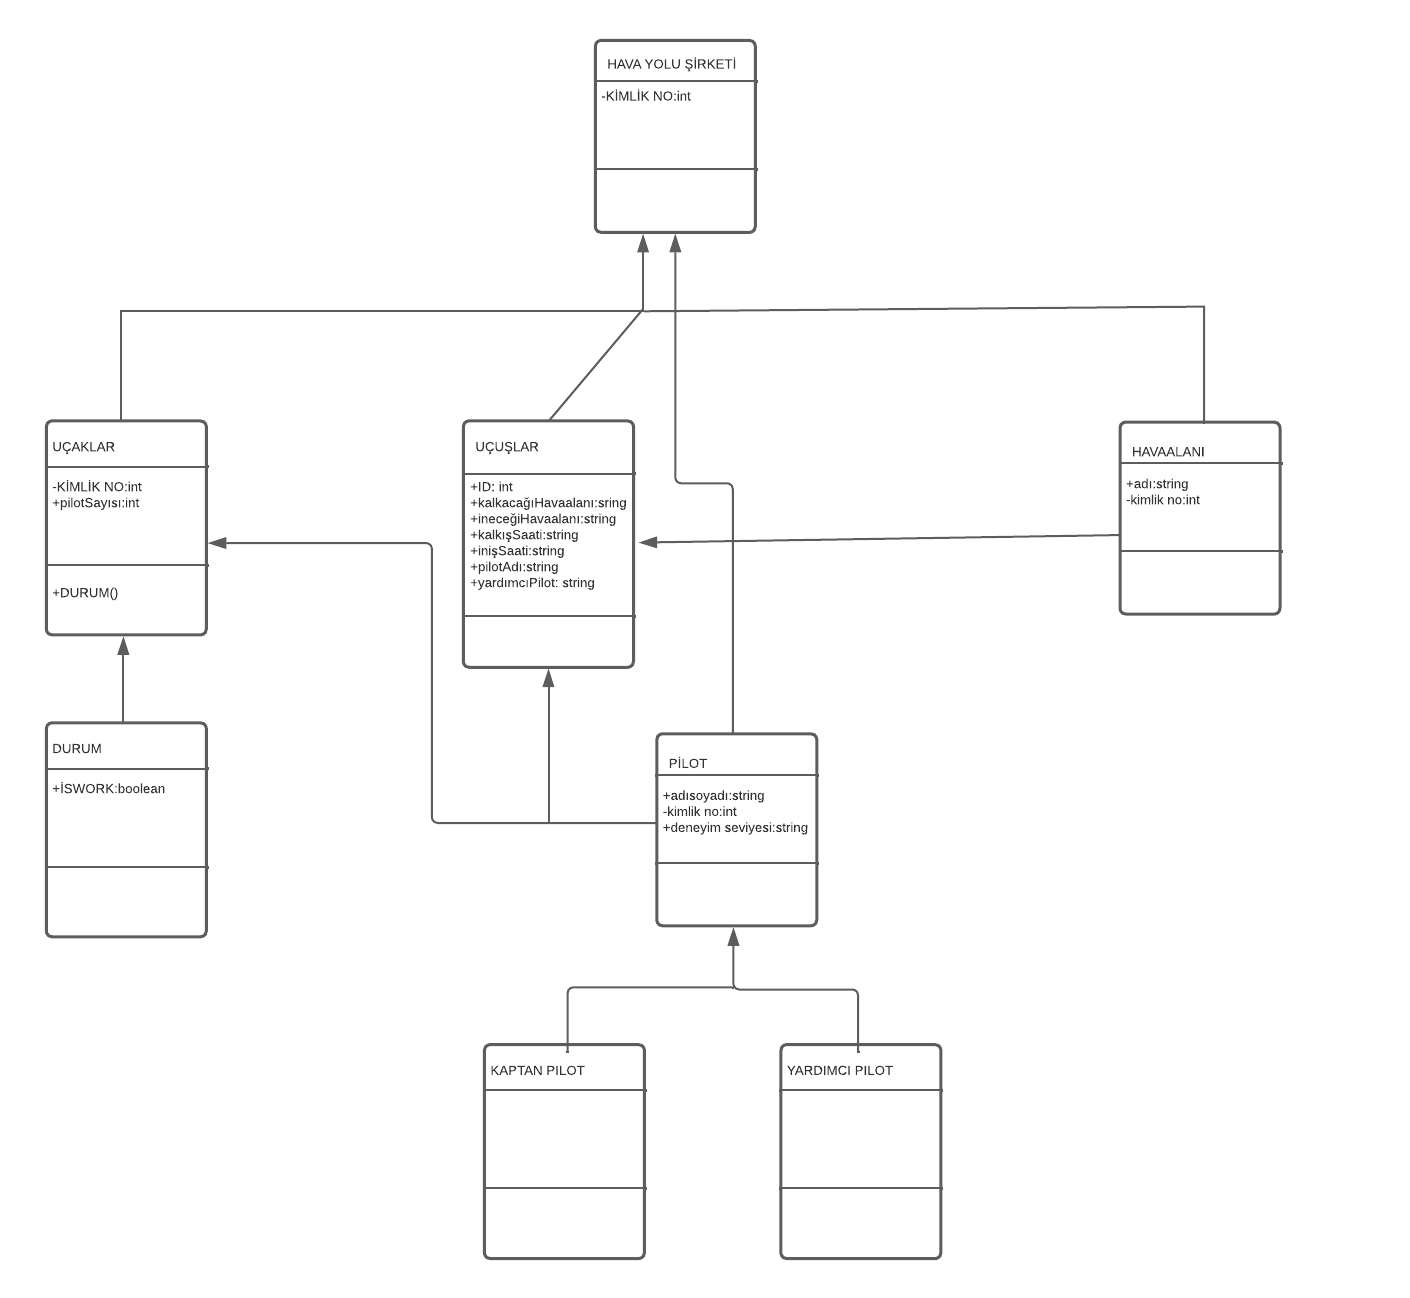 HAVA YOLU ŞİRKETİ
-KİMLİK NO:int
UÇAKLAR
-KİMLİK NO:int
+pilotSayısı:int
+DURUM()
UÇUŞLAR
+ID: int
+kalkacağıHavaalanı:sring
+ineceğiHavaalanı:string
+kalkışSaati:string
+inişSaati:string
+pilotAdı:string
+yardımcıPilot: string
HAVAALANI
+adı:string
-kimlik no:int
DURUM
+İSWORK:boolean
PİLOT
+adısoyadı:string
-kimlik no:int
+deneyim seviyesi:string
KAPTAN PILOT
YARDIMCI PILOT